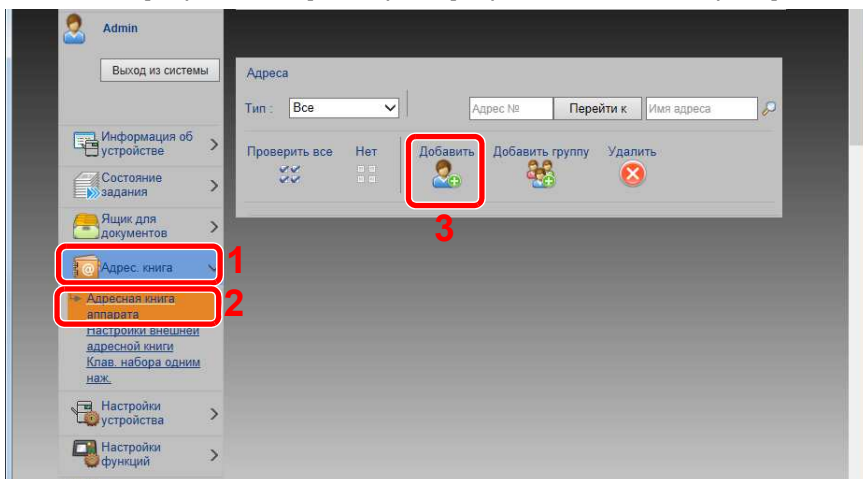 Admin
Выход из системы
Информация об
устройстве
Состояние
задания
Ящик для
документов
Адрес. книга
1
Адресная книга
аппарата
2
Настройки внешней
адресной книги
Клав. набора одним
наж.
Настройки
устройства
Настройки
функций
Адреса
Тип :
Все
Адрес №
Перейти к
Имя адреса
Проверить все
Нет
Добавить
Добавить группу
Удалить
3